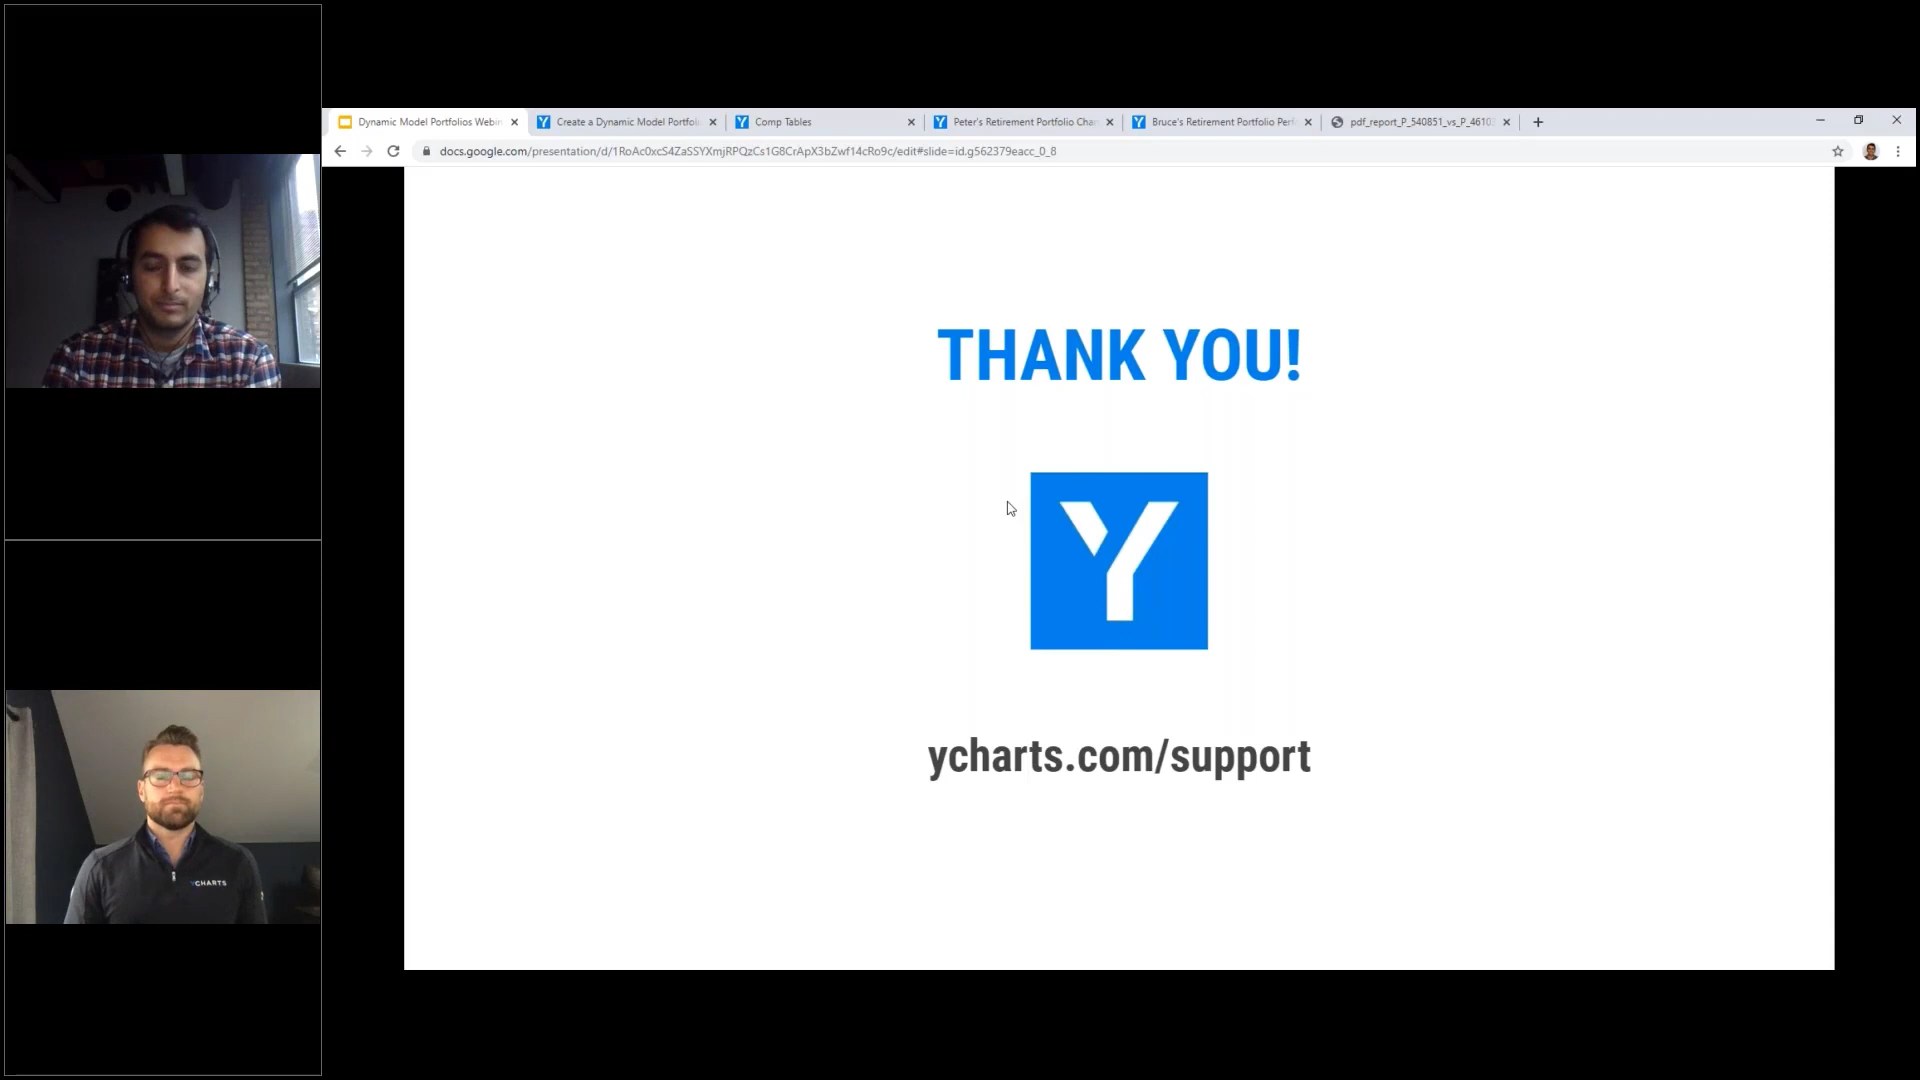 Dynamic Model Portfolios Webin
Create a Dynamic Model Portfoli
Comp Tables
Peter's Retirement Portfolio Char
Bruce's Retirement Portfolio Perf
pdf_report_P_540851_vs_P_4610
docs.google.com/presentation/d/1RoAc0xcS4ZaSSYXmjRPQzCs1G8CrApX3bZwf14cRo9c/edit#slide=id.g562379eacc_0_8
THANK YOU!
Y
ycharts.com/support
YCHARTS